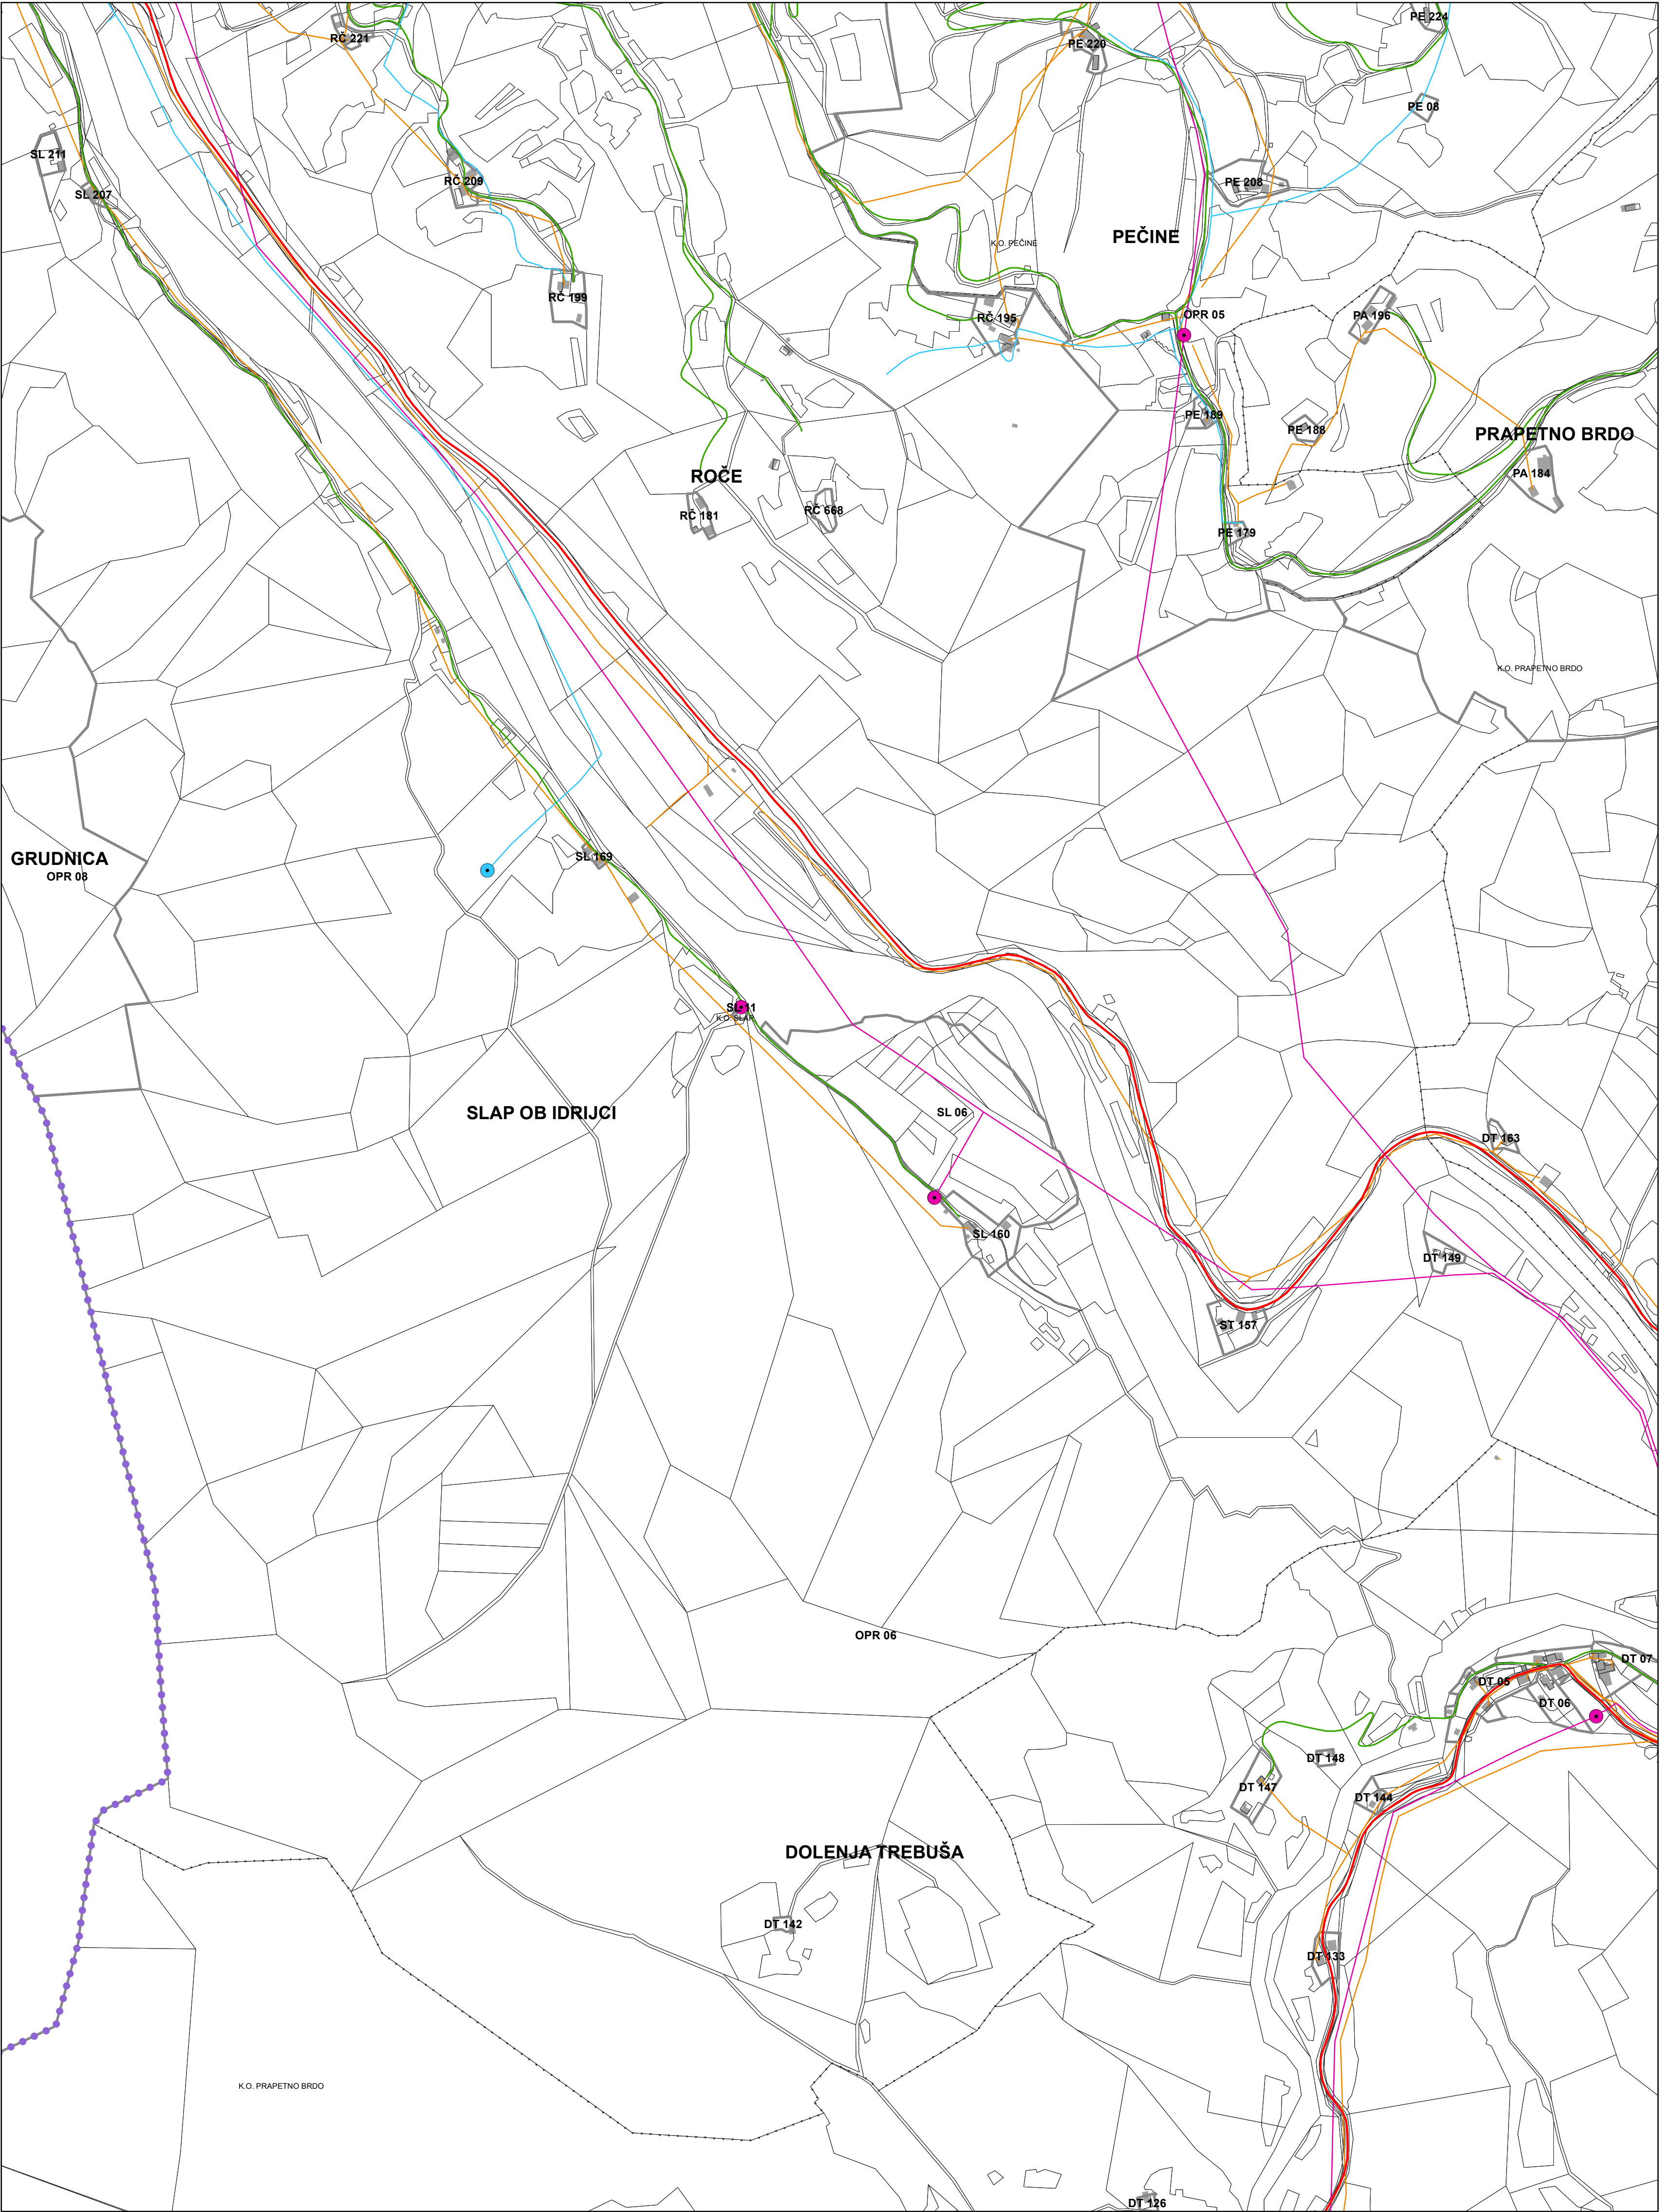 PE 224
RČ 221
PE 220
PE 08
SL 211
RČ 209
PE 208
SL 207
PEČINE
K.O. PEČINE
RČ 199
OPR 05
PA 196
RČ 195
PE 189
PE 188
PRAPETNO BRDO
ROČE
PA 184
RČ 668
RČ 181
PE 179
K.O. PRAPETNO BRDO
SL 169
GRUDNICA
OPR 08
SL 11
K.O. SLAP
SLAP OB IDRIJCI
SL 06
DT 163
SL 160
DT 149
ST 157
OPR 06
DT 07
DT 05
DT 06
DT 148
DT 147
DT 144
DOLENJA TREBUŠA
DT 142
DT 133
K.O. PRAPETNO BRDO
DT 126